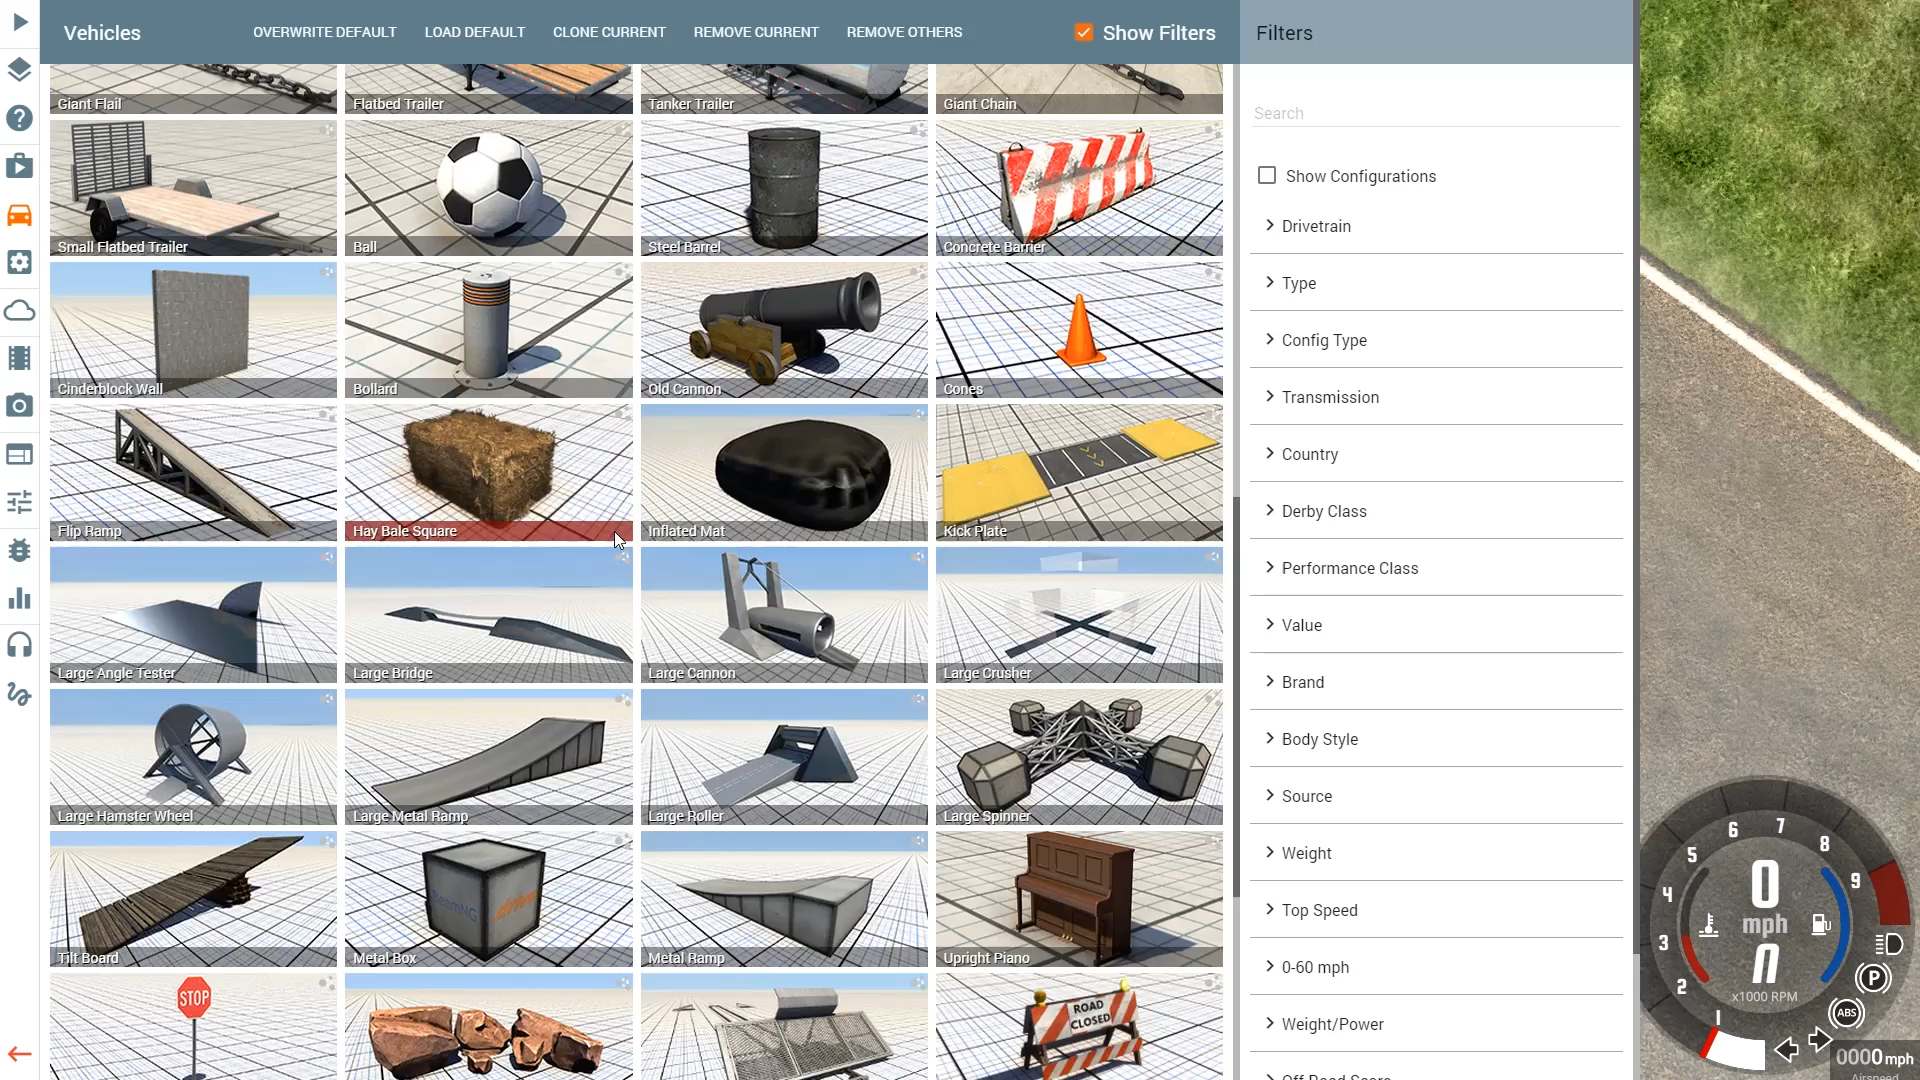 Vehicles
OVERWRITE DEFAULT
LOAD DEFAULT
CLONE CURRENT
REMOVE CURRENT
REMOVE OTHERS
Show Filters
Filters
Giant Flail
Flatbed Trailer
Tanker Trailer
Giant Chain
Small Flatbed Trailer
Ball
Steel Barrel
Concrete Barrier
Cinderblock Wall
Bollard
Old Cannon
Cones
Flip Ramp
Hay Bale Square
Inflated Mat
Kick Plate
Large Angle Tester
Large Bridge
Large Cannon
Large Crusher
Large Hamster Wheel
Large Metal Ramp
Large Roller
Large Spinner
Tilt Board
BeamNG
drive
Metal Box
Metal Ramp
Upright Piano
STOP
ROAD
CLOSED
Search
Show Configurations
Drivetrain
Type
Config Type
Transmission
Country
Derby Class
Performance Class
Value
Brand
Body Style
Source
Weight
Top Speed
0-60 mph
Weight/Power
Off-Road Score
1
2
3
4
5
6
7
8
9
0
mph
n
x1000 RPM
P
ABS
0000 mph
Airspeed